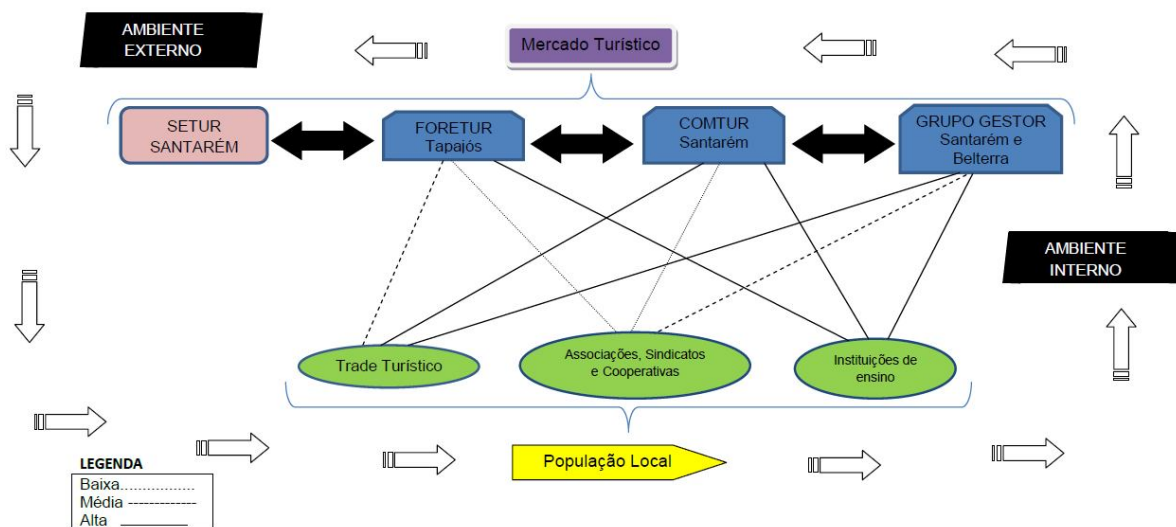 AMBIENTE
EXTERNO
Mercado Turístico
SETUR
SANTARÉM
FORETUR
Tapajós
COMTUR
Santarém
GRUPO GESTOR
Santarém e
Belterra
AMBIENTE
INTERNO
Trade Turístico
Associações, Sindicatos
e Cooperativas
Instituições de
ensino
População Local
LEGENDA
Baixa................
Média --------------
Alta __________